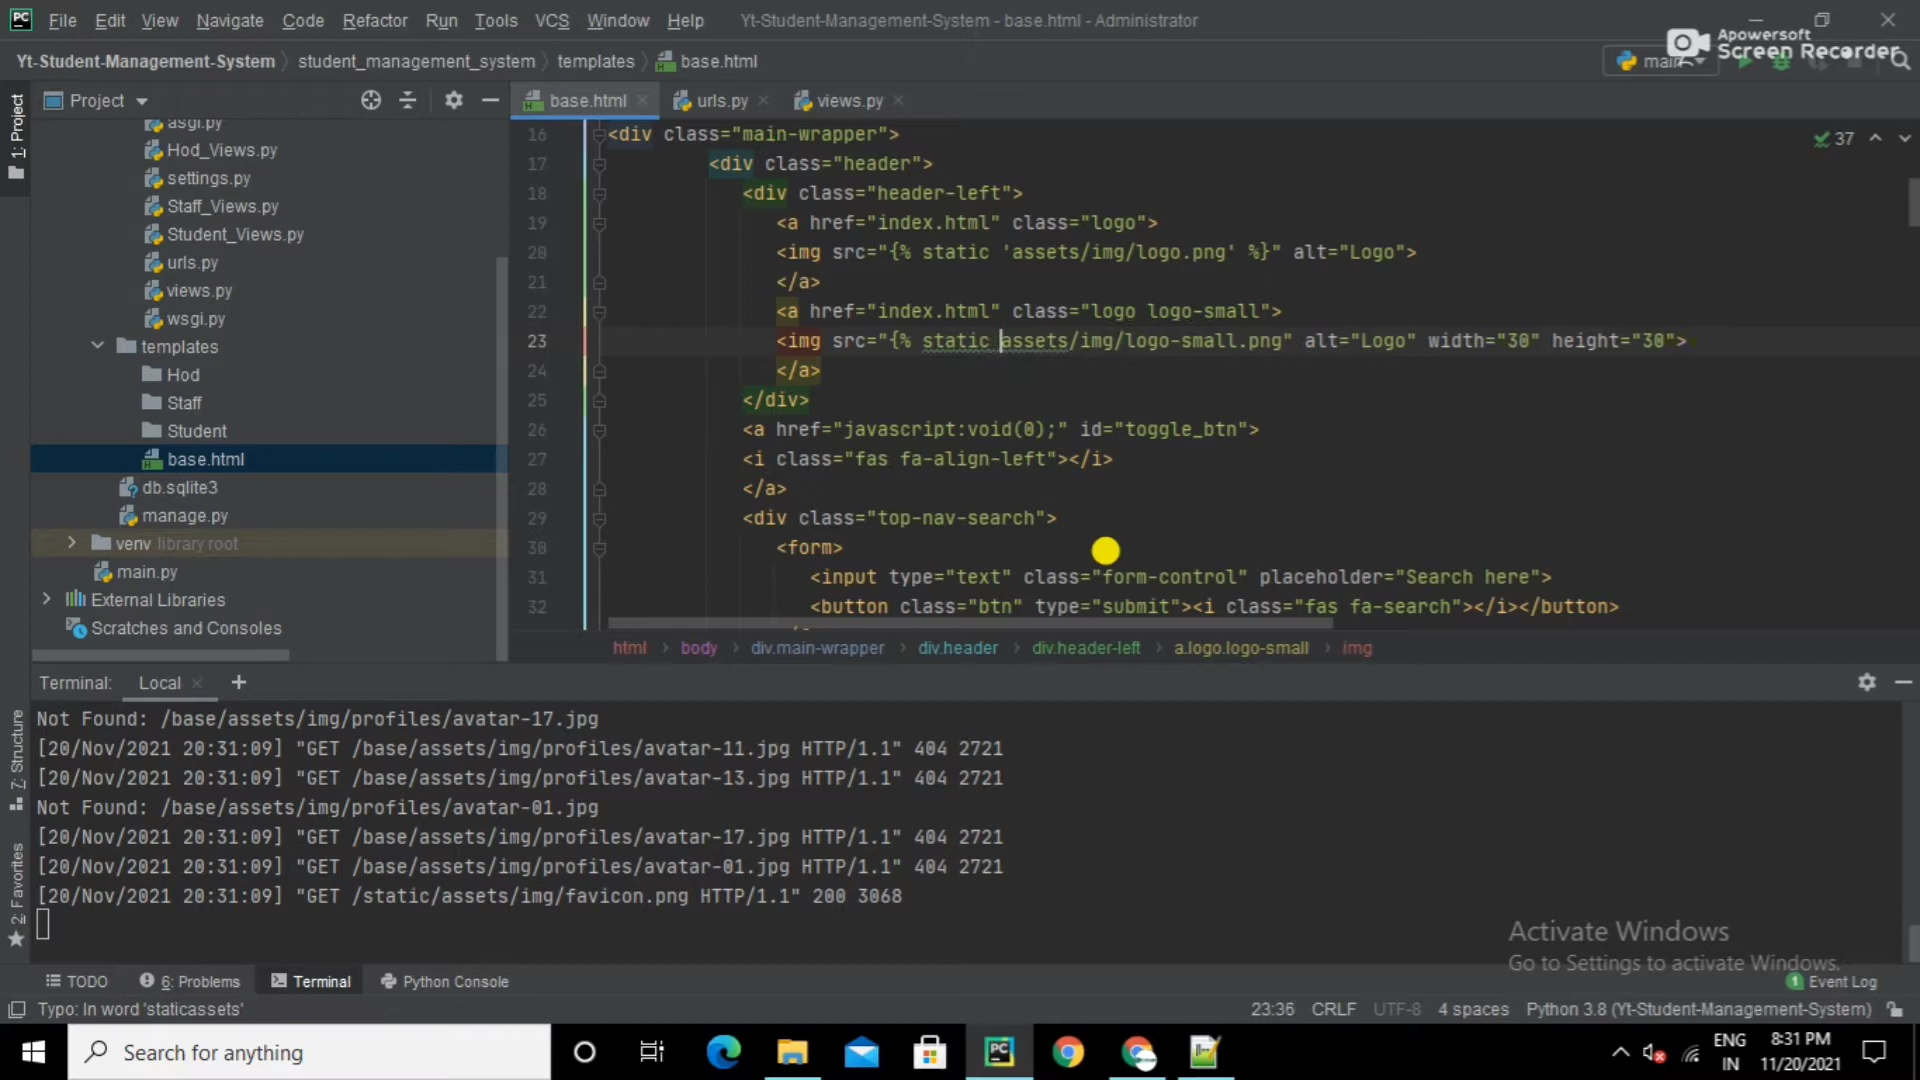 PC File Edit View Navigate Code Refactor Run Tools VCS Window Help Yt-Student-Management-System - base.html - Administrator
Apowersoft
Screen Recorder
Yt-Student-Management-System student_management_system templates base.html main
Project base.html urls.py views.py
1: Project
asgi.py
Hod_Views.py
settings.py
Staff_Views.py
Student_Views.py
urls.py
views.py
wsgi.py
templates
Hod
Staff
Student
base.html
db.sqlite3
manage.py
venv library root
main.py
External Libraries
Scratches and Consoles
37
16 <div class="main-wrapper">
17 <div class="header">
18 <div class="header-left">
19 <a href="index.html" class="logo">
20 <img src="{% static 'assets/img/logo.png' %}" alt="Logo">
21 </a>
22 <a href="index.html" class="logo logo-small">
23 <img src="{% static assets/img/logo-small.png" alt="Logo" width="30" height="30">
24 </a>
25 </div>
26 <a href="javascript:void(0);" id="toggle_btn">
27 <i class="fas fa-align-left"></i>
28 </a>
29 <div class="top-nav-search">
30 <form>
31 <input type="text" class="form-control" placeholder="Search here">
32 <button class="btn" type="submit"><i class="fas fa-search"></i></button>
html body div.main-wrapper div.header div.header-left a.logo.logo-small img
Terminal: Local +
Not Found: /base/assets/img/profiles/avatar-17.jpg
[20/Nov/2021 20:31:09] "GET /base/assets/img/profiles/avatar-11.jpg HTTP/1.1" 404 2721
[20/Nov/2021 20:31:09] "GET /base/assets/img/profiles/avatar-13.jpg HTTP/1.1" 404 2721
Not Found: /base/assets/img/profiles/avatar-01.jpg
[20/Nov/2021 20:31:09] "GET /base/assets/img/profiles/avatar-17.jpg HTTP/1.1" 404 2721
[20/Nov/2021 20:31:09] "GET /base/assets/img/profiles/avatar-01.jpg HTTP/1.1" 404 2721
[20/Nov/2021 20:31:09] "GET /static/assets/img/favicon.png HTTP/1.1" 200 3068
7: Structure
2: Favorites
Activate Windows
Go to Settings to activate Windows.
TODO 6: Problems Terminal Python Console 1 Event Log
Typo: In word 'staticassets' 23:36 CRLF UTF-8 4 spaces Python 3.8 (Yt-Student-Management-System)
Search for anything
PC
ENG
IN
8:31 PM
11/20/2021